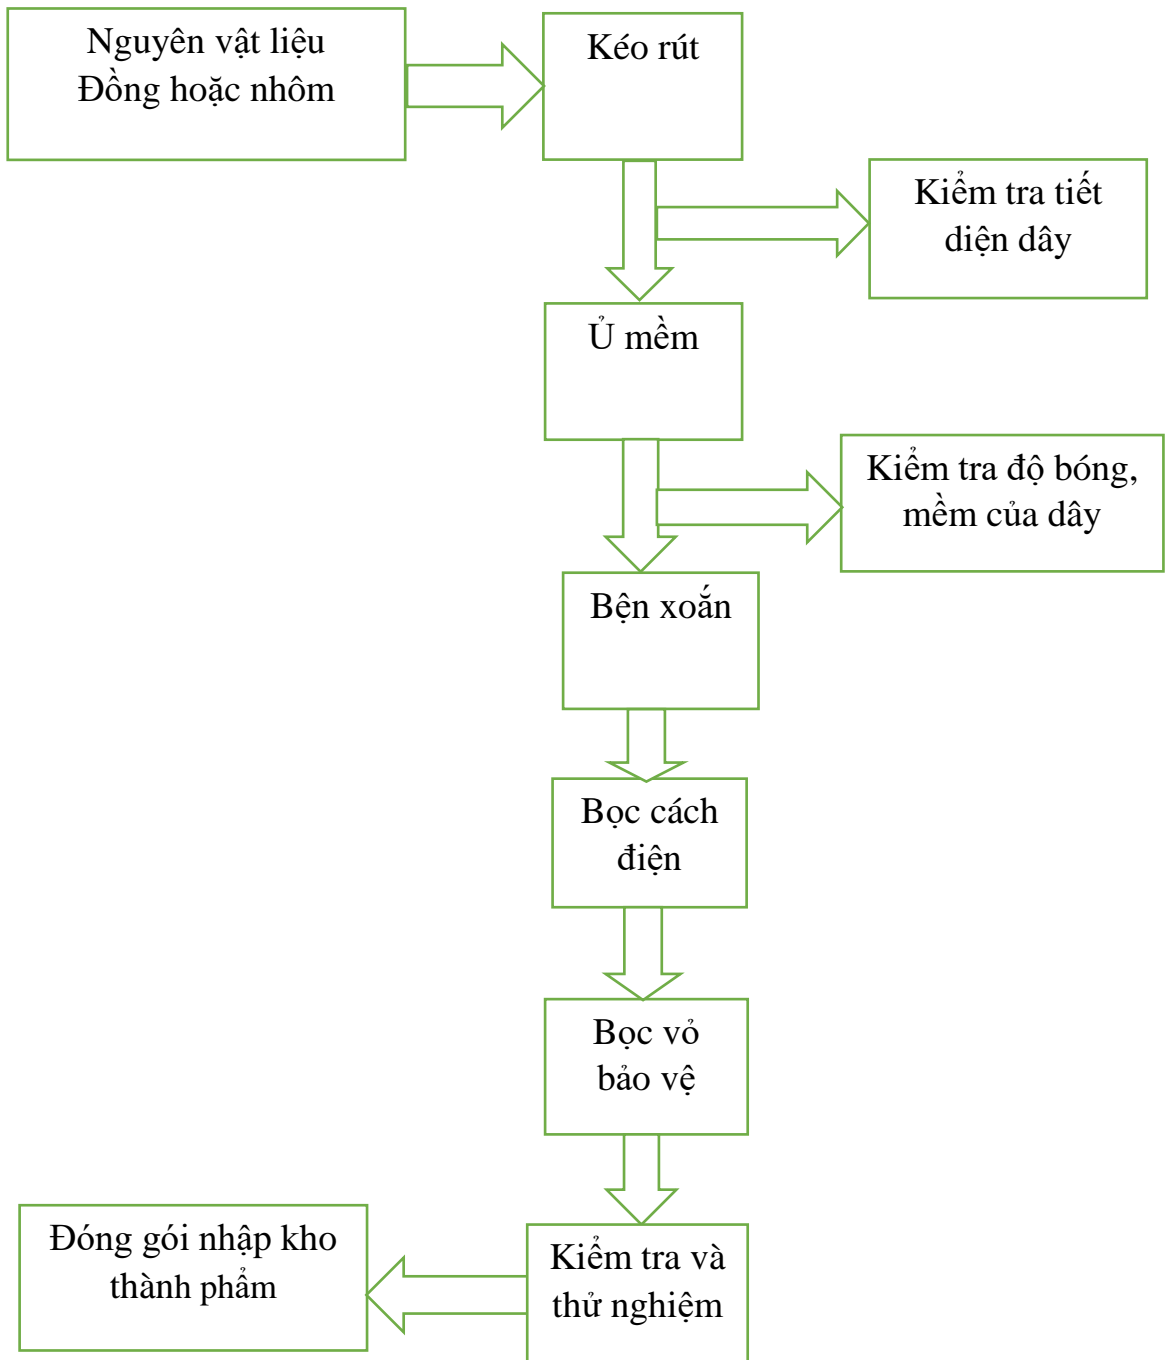 Nguyên vật liệu
Đồng hoặc nhôm
Kéo rút
Kiểm tra tiết
diện dây
Ủ mềm
Kiểm tra độ bóng,
mềm của dây
Bện xoắn
Bọc cách
điện
Bọc vỏ
bảo vệ
Kiểm tra và
thử nghiệm
Đóng gói nhập kho
thành phẩm